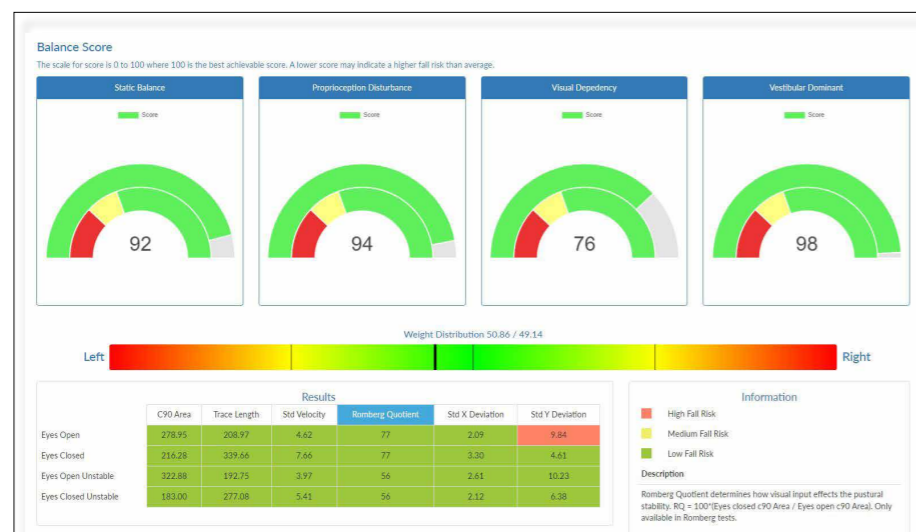 Balance Score
The scale for score is 0 to 100 where 100 is the best achievable score. A lower score may indicate a higher fall risk than average.
Static Balance
Score
92
Proprioception Disturbance
Score
94
Visual Depedency
Score
76
Vestibular Dominant
Score
98
Weight Distribution 50.86 / 49.14
Left
Right
Results
C90 Area Trace Length Std Velocity Romberg Quotient Std X Deviation Std Y Deviation
Eyes Open 278.95 208.97 4.62 77 2.09 9.84
Eyes Closed 216.28 339.66 7.66 77 3.30 4.61
Eyes Open Unstable 322.88 192.75 3.97 56 2.61 10.23
Eyes Closed Unstable 183.00 277.08 5.41 56 2.12 6.38
Information
High Fall Risk
Medium Fall Risk
Low Fall Risk
Description
Romberg Quotient determines how visual input effects the pustural
stability. RQ = 100*(Eyes closed c90 Area / Eyes open c90 Area). Only
available in Romberg tests.